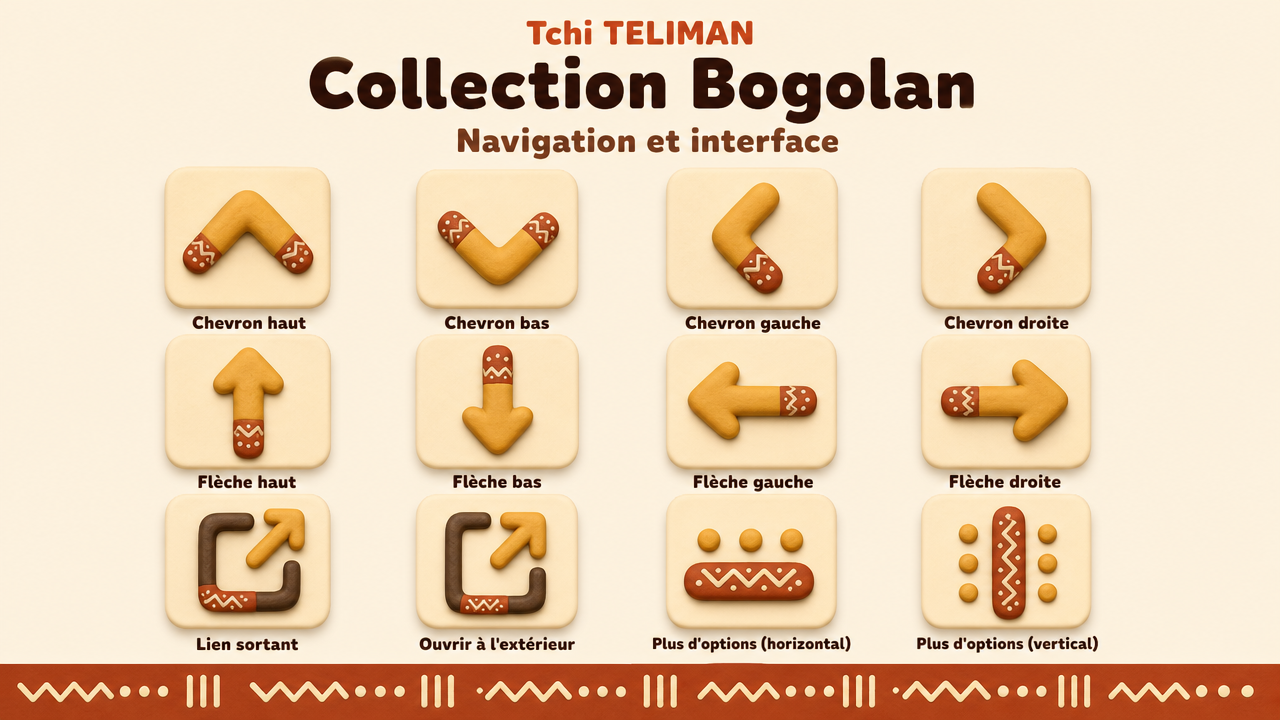 Tchi TELIMAN
Collection Bogolan
Navigation et interface
Chevron haut
Chevron bas
Chevron gauche
Chevron droite
Flèche haut
Flèche bas
Flèche gauche
Flèche droite
Lien sortant
Ouvrir à l'extérieur
Plus d'options (horizontal)
Plus d'options (vertical)